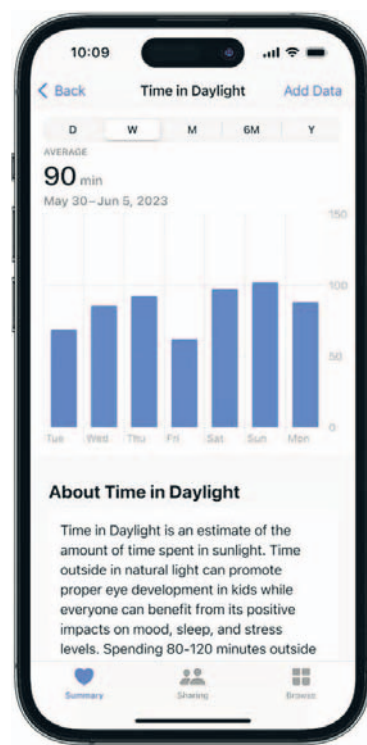 10:09
Back Time in Daylight Add Data
D W M 6M Y
AVERAGE
90 min
May 30–Jun 5, 2023
150
100
50
0
Tue Wed Thu Fri Sat Sun Mon
About Time in Daylight
Time in Daylight is an estimate of the
amount of time spent in sunlight. Time
outside in natural light can promote
proper eye development in kids while
everyone can benefit from its positive
impacts on mood, sleep, and stress
levels. Spending 80-120 minutes outside
Summary Sharing Browse